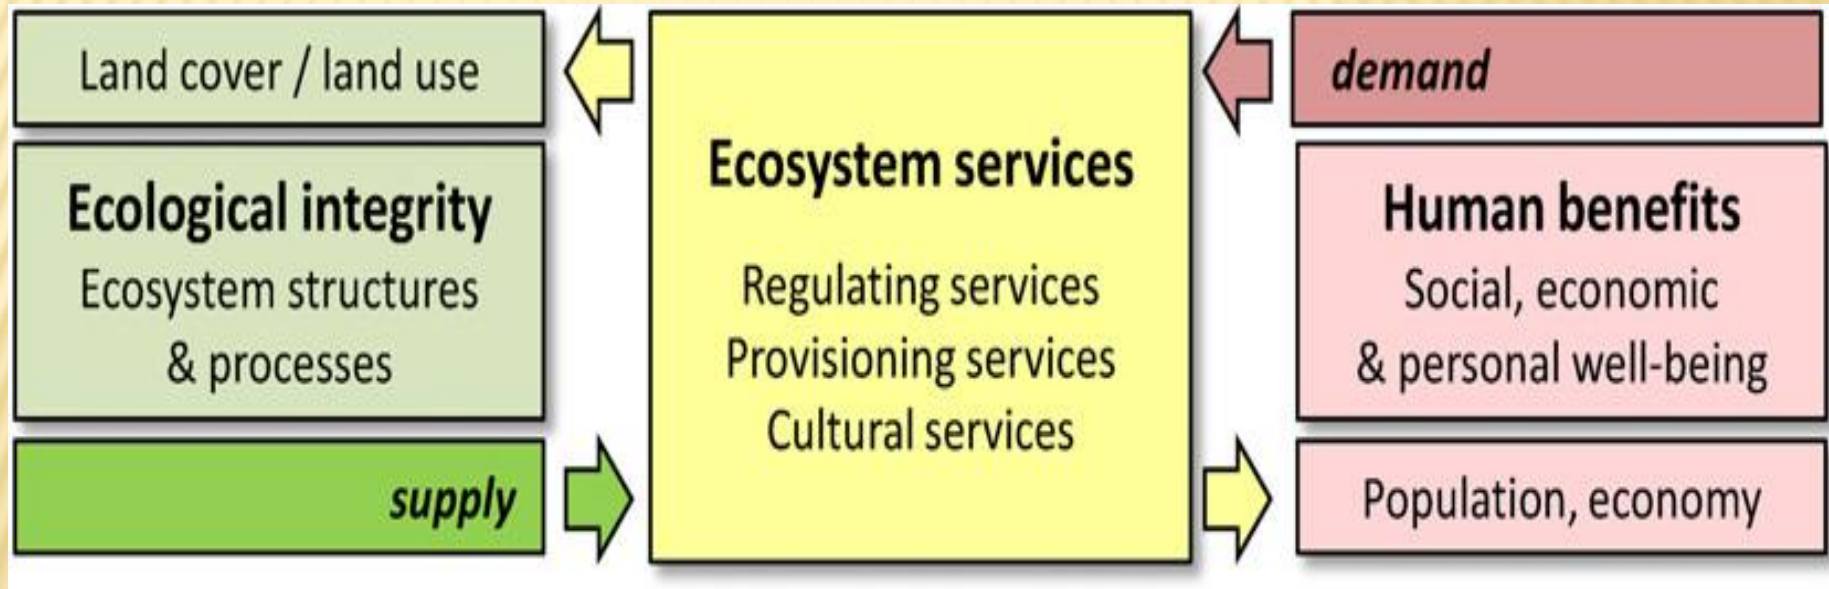 Land cover / land use
Ecological integrity
Ecosystem structures
& processes
supply
Ecosystem services
Regulating services
Provisioning services
Cultural services
demand
Human benefits
Social, economic
& personal well-being
Population, economy